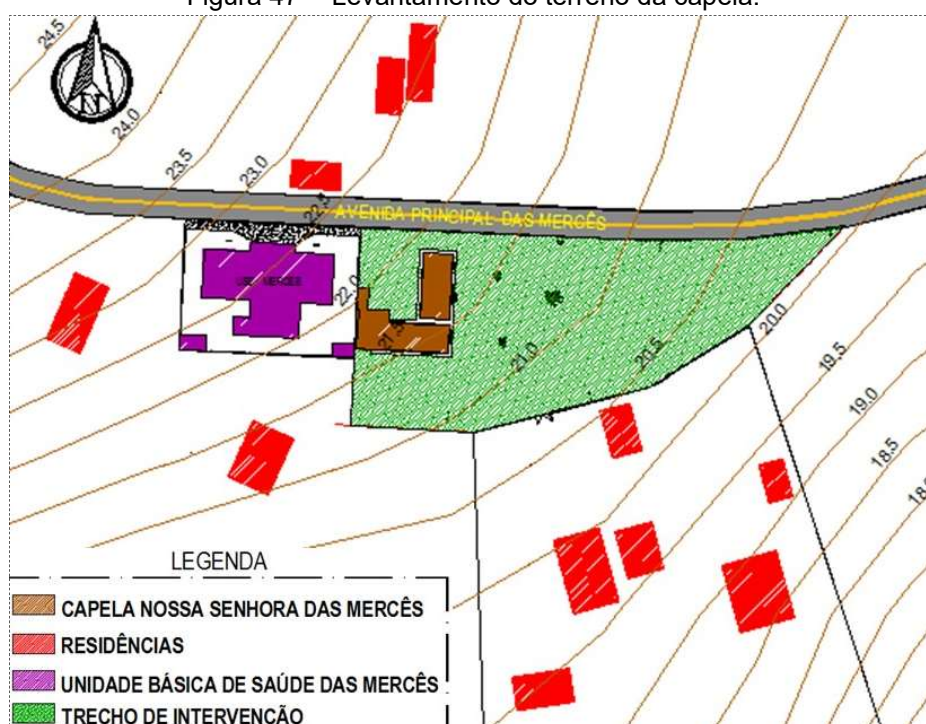 Figura 47 – Levantamento do terreno da capela.
24.5
24.0
23.5
23.0
22.5
AVENIDA PRINCIPAL DAS MERCÊS
N
UBS MERCES
22.0
21.5
21.0
20.5
20.0
19.5
19.0
18.5
LEGENDA
CAPELA NOSSA SENHORA DAS MERCÊS
RESIDÊNCIAS
UNIDADE BÁSICA DE SAÚDE DAS MERCÊS
TRECHO DE INTERVENÇÃO